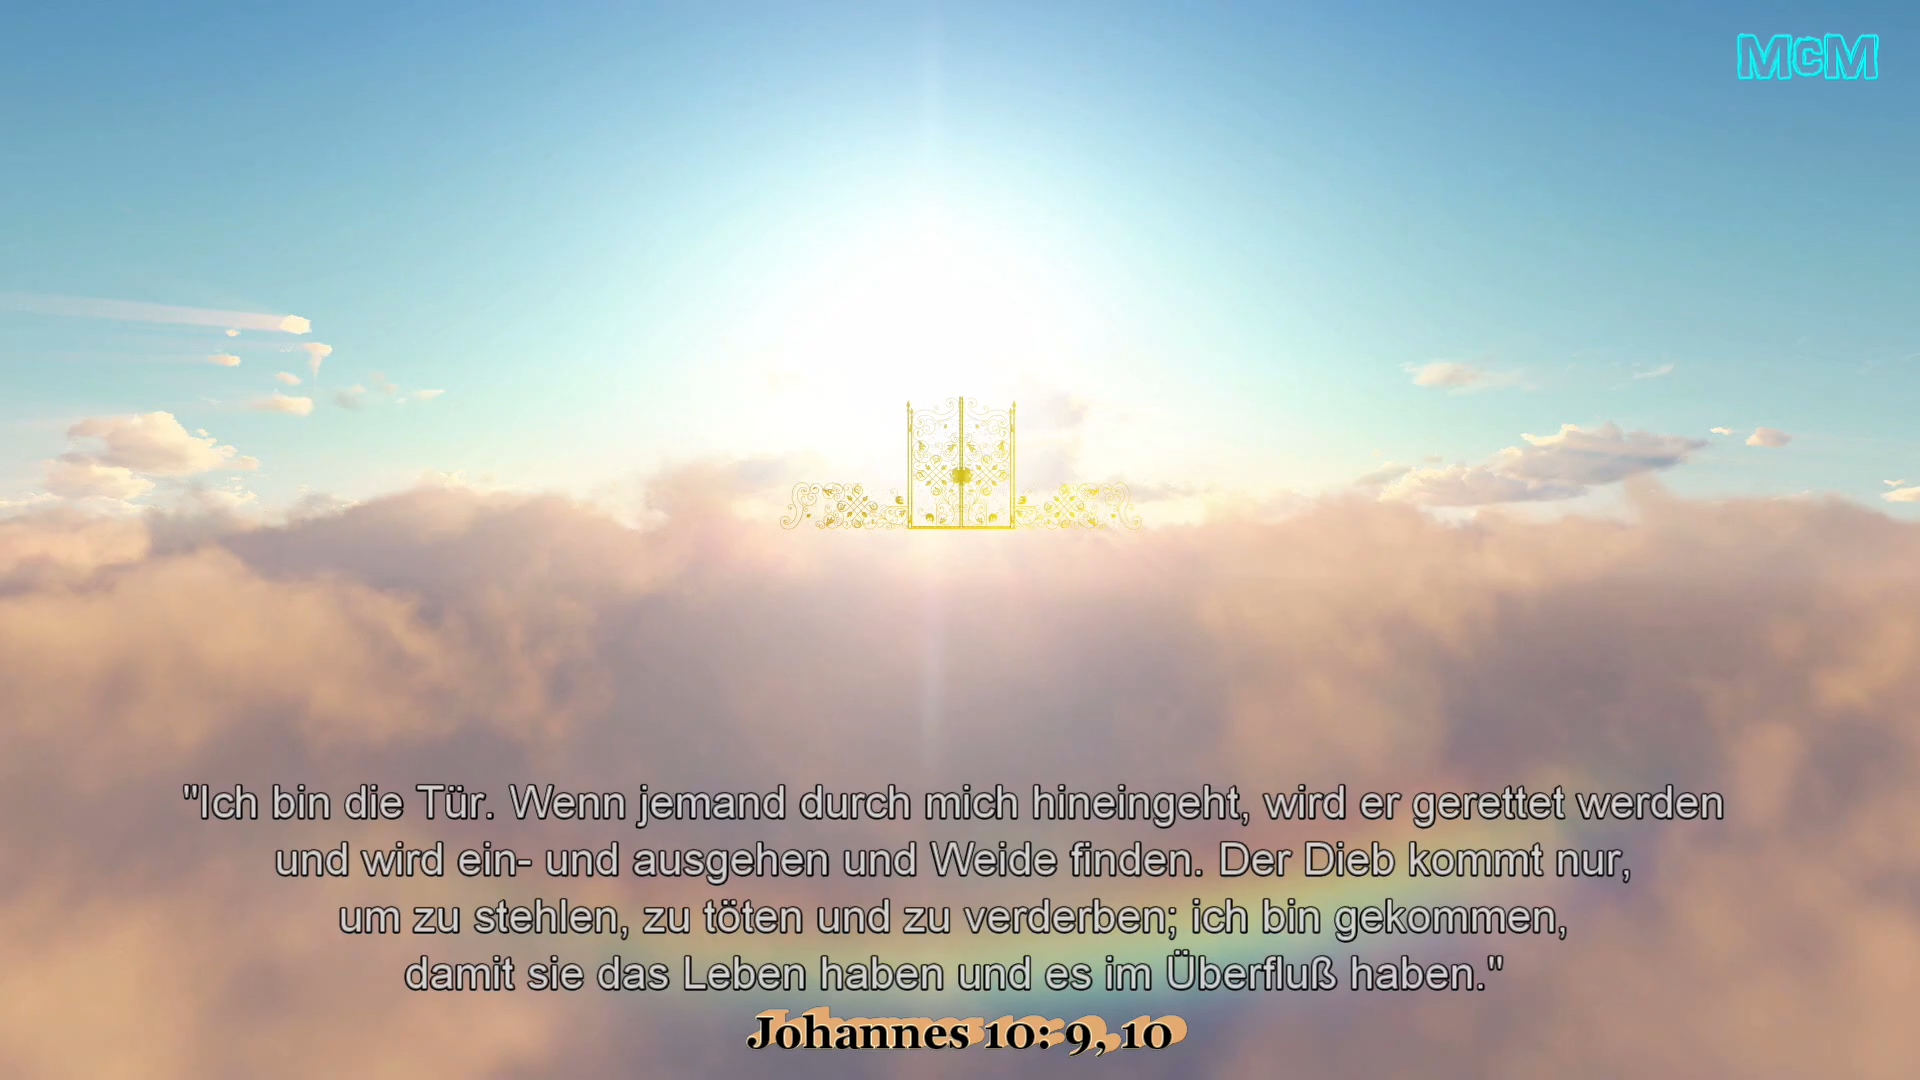 McM
"Ich bin die Tür. Wenn jemand durch mich hineingeht, wird er gerettet werden
und wird ein- und ausgehen und Weide finden. Der Dieb kommt nur,
um zu stehlen, zu töten und zu verderben; ich bin gekommen,
damit sie das Leben haben und es im Überfluß haben."
Johannes 10: 9, 10